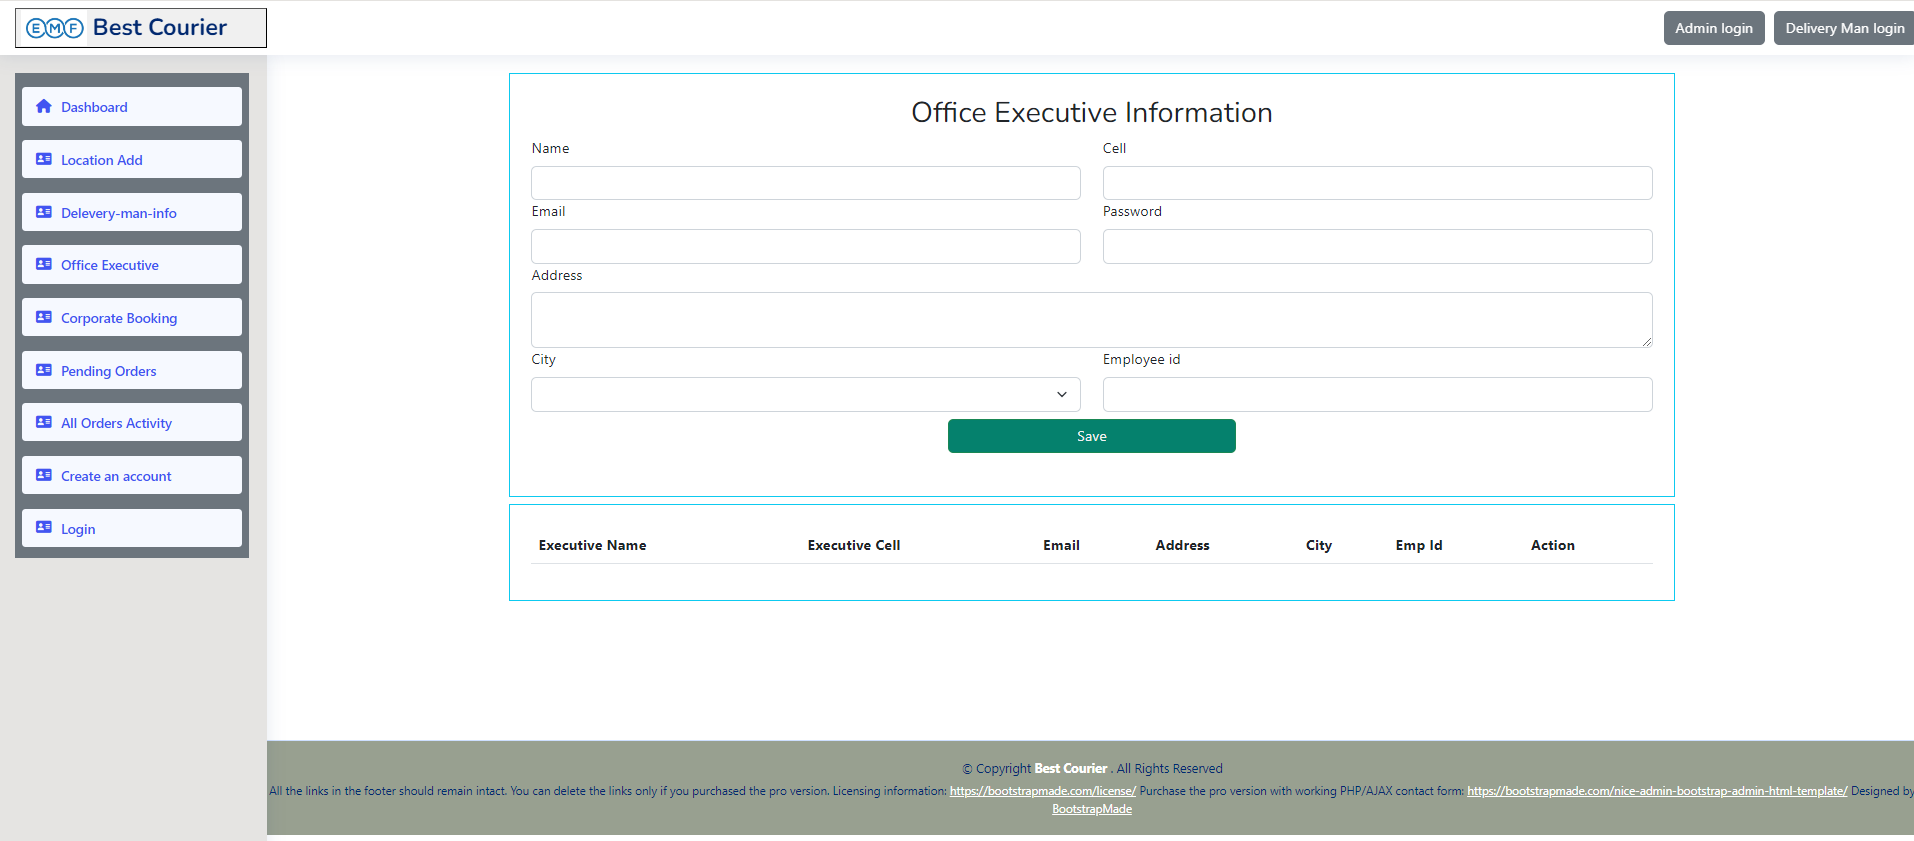 EMF Best Courier
Admin login
Delivery Man login
Dashboard
Location Add
Delevery-man-info
Office Executive
Corporate Booking
Pending Orders
All Orders Activity
Create an account
Login
Office Executive Information
Name Cell
Email Password
Address
City Employee id
Save
Executive Name Executive Cell Email Address City Emp Id Action
© Copyright Best Courier . All Rights Reserved
All the links in the footer should remain intact. You can delete the links only if you purchased the pro version. Licensing information: https://bootstrapmade.com/license/ Purchase the pro version with working PHP/AJAX contact form: https://bootstrapmade.com/nice-admin-bootstrap-admin-html-template/ Designed by
BootstrapMade